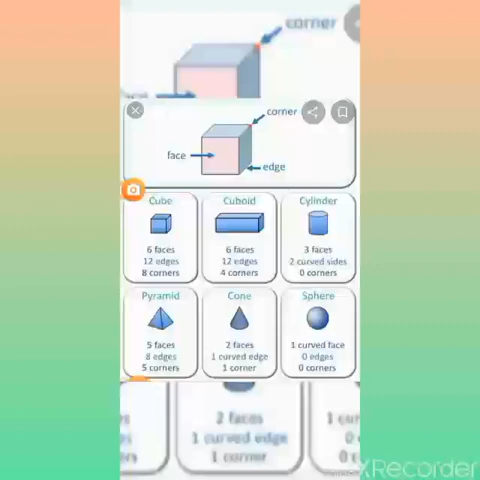 corner
corner
face
edge
Cube
6 faces
12 edges
8 corners
Cuboid
6 faces
12 edges
4 corners
Cylinder
3 faces
2 curved sides
0 corners
Pyramid
5 faces
8 edges
5 corners
Cone
2 faces
1 curved edge
1 corner
Sphere
1 curved face
0 edges
0 corners
2 faces
1 curved edge
1 corner
XRecorder